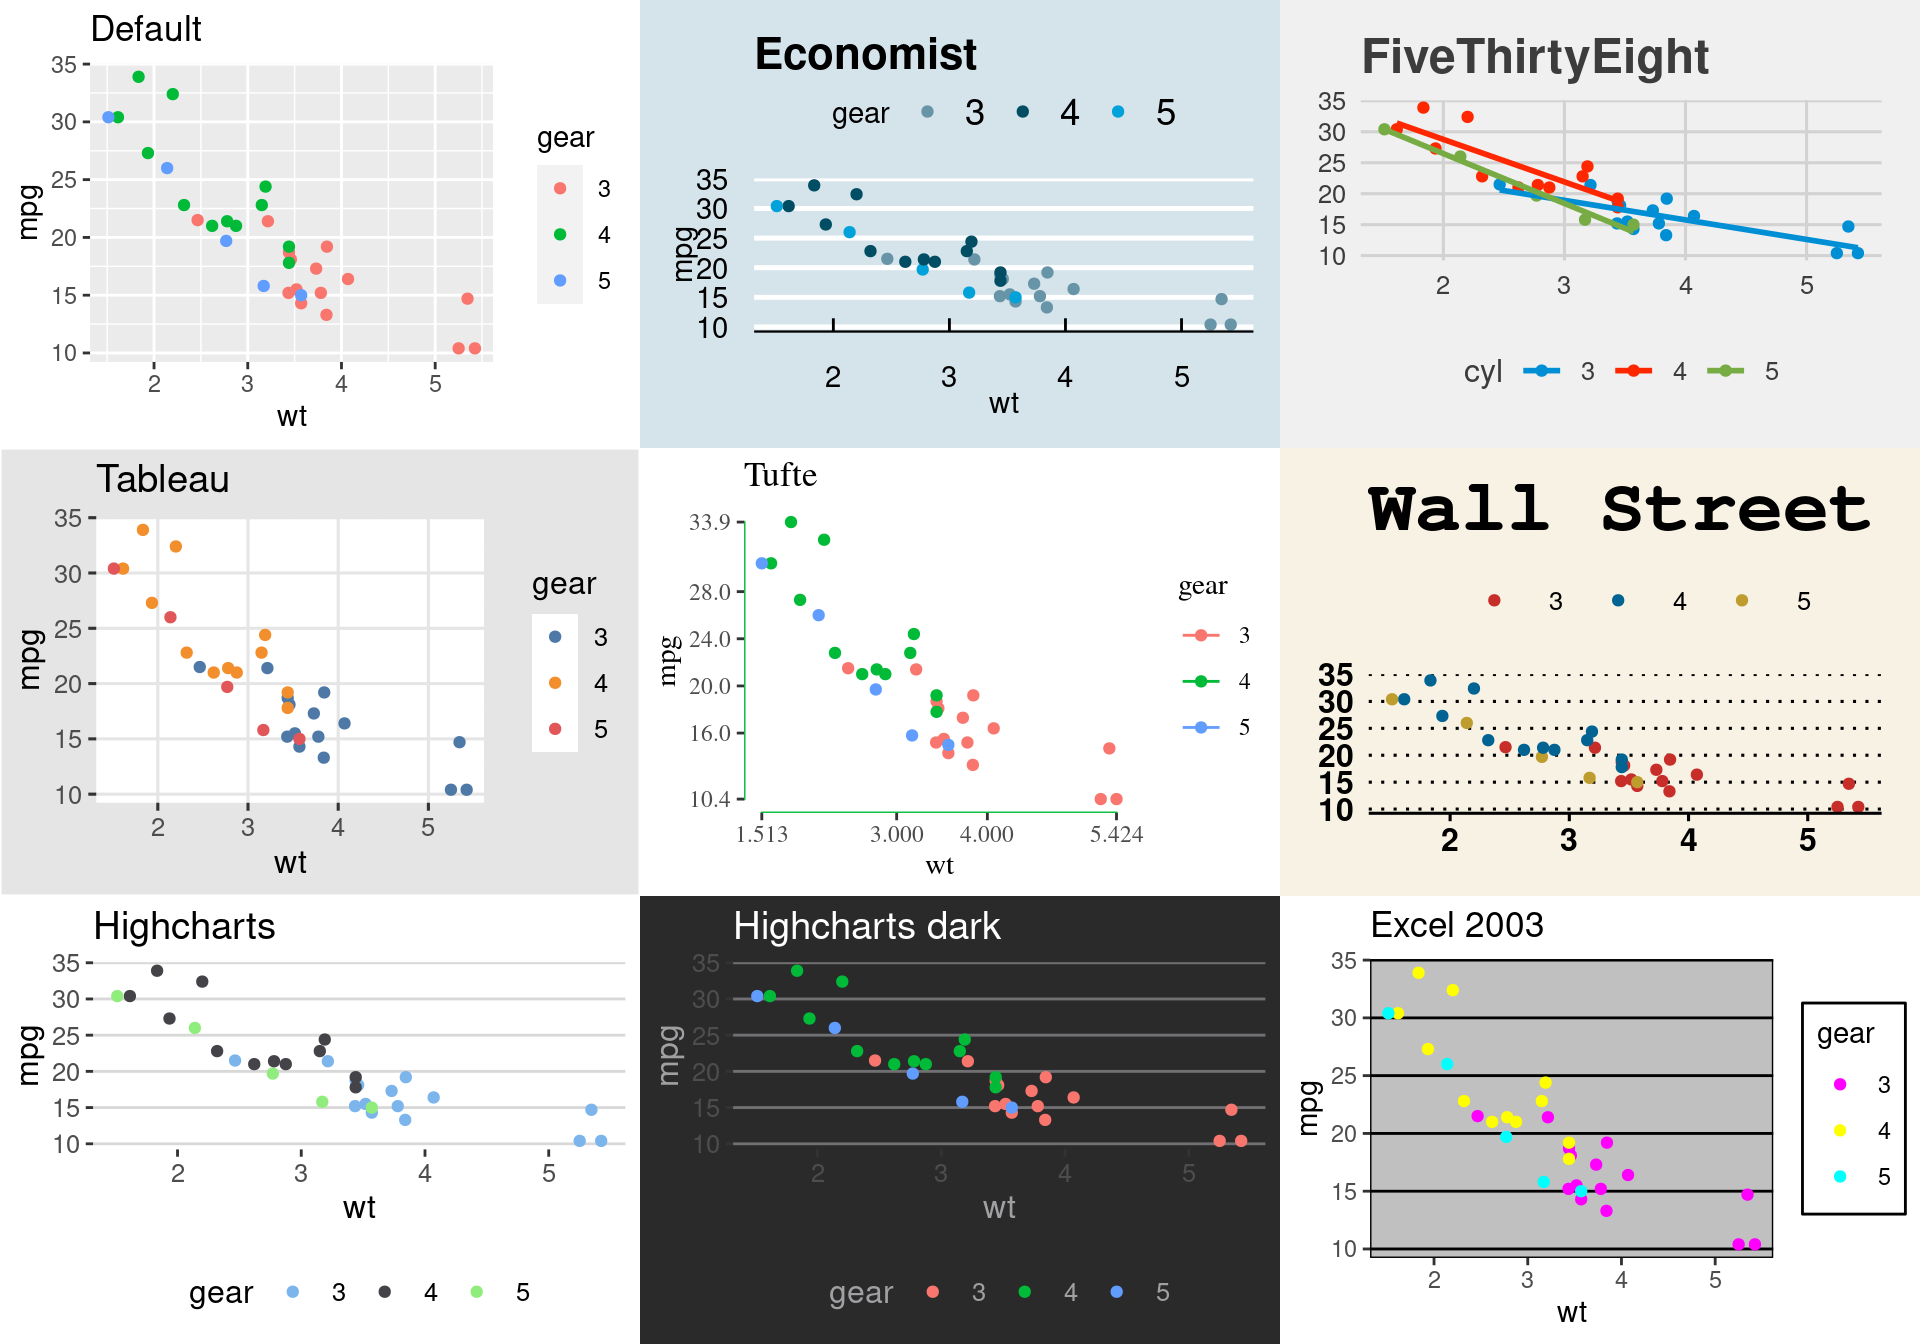 Default
35
30
25
20
15
10
mpg
2 3 4 5
wt
gear
3
4
5
Economist
gear 3 4 5
35
30
25
20
15
10
mpg
2 3 4 5
wt
FiveThirtyEight
35
30
25
20
15
10
2 3 4 5
cyl 3 4 5
Tableau
35
30
25
20
15
10
mpg
2 3 4 5
wt
gear
3
4
5
Tufte
33.9
28.0
24.0
20.0
16.0
10.4
mpg
1.513 3.000 4.000 5.424
wt
gear
3
4
5
Wall Street
3 4 5
35
30
25
20
15
10
2 3 4 5
Highcharts
35
30
25
20
15
10
mpg
2 3 4 5
wt
gear 3 4 5
Highcharts dark
35
30
25
20
15
10
mpg
2 3 4 5
wt
gear 3 4 5
Excel 2003
35
30
25
20
15
10
mpg
2 3 4 5
wt
gear
3
4
5